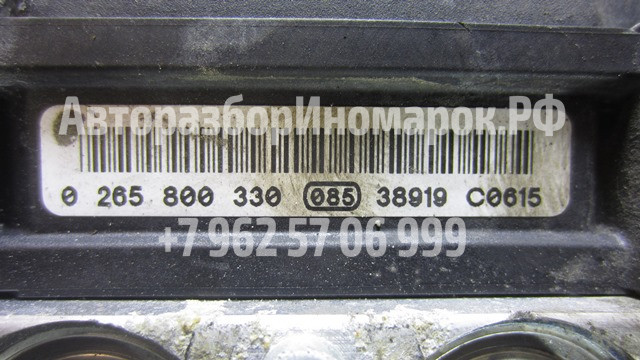 АвторазборИномарок.РФ
0 265 800 330 085 38919 C0615
+7 962 57 06 999